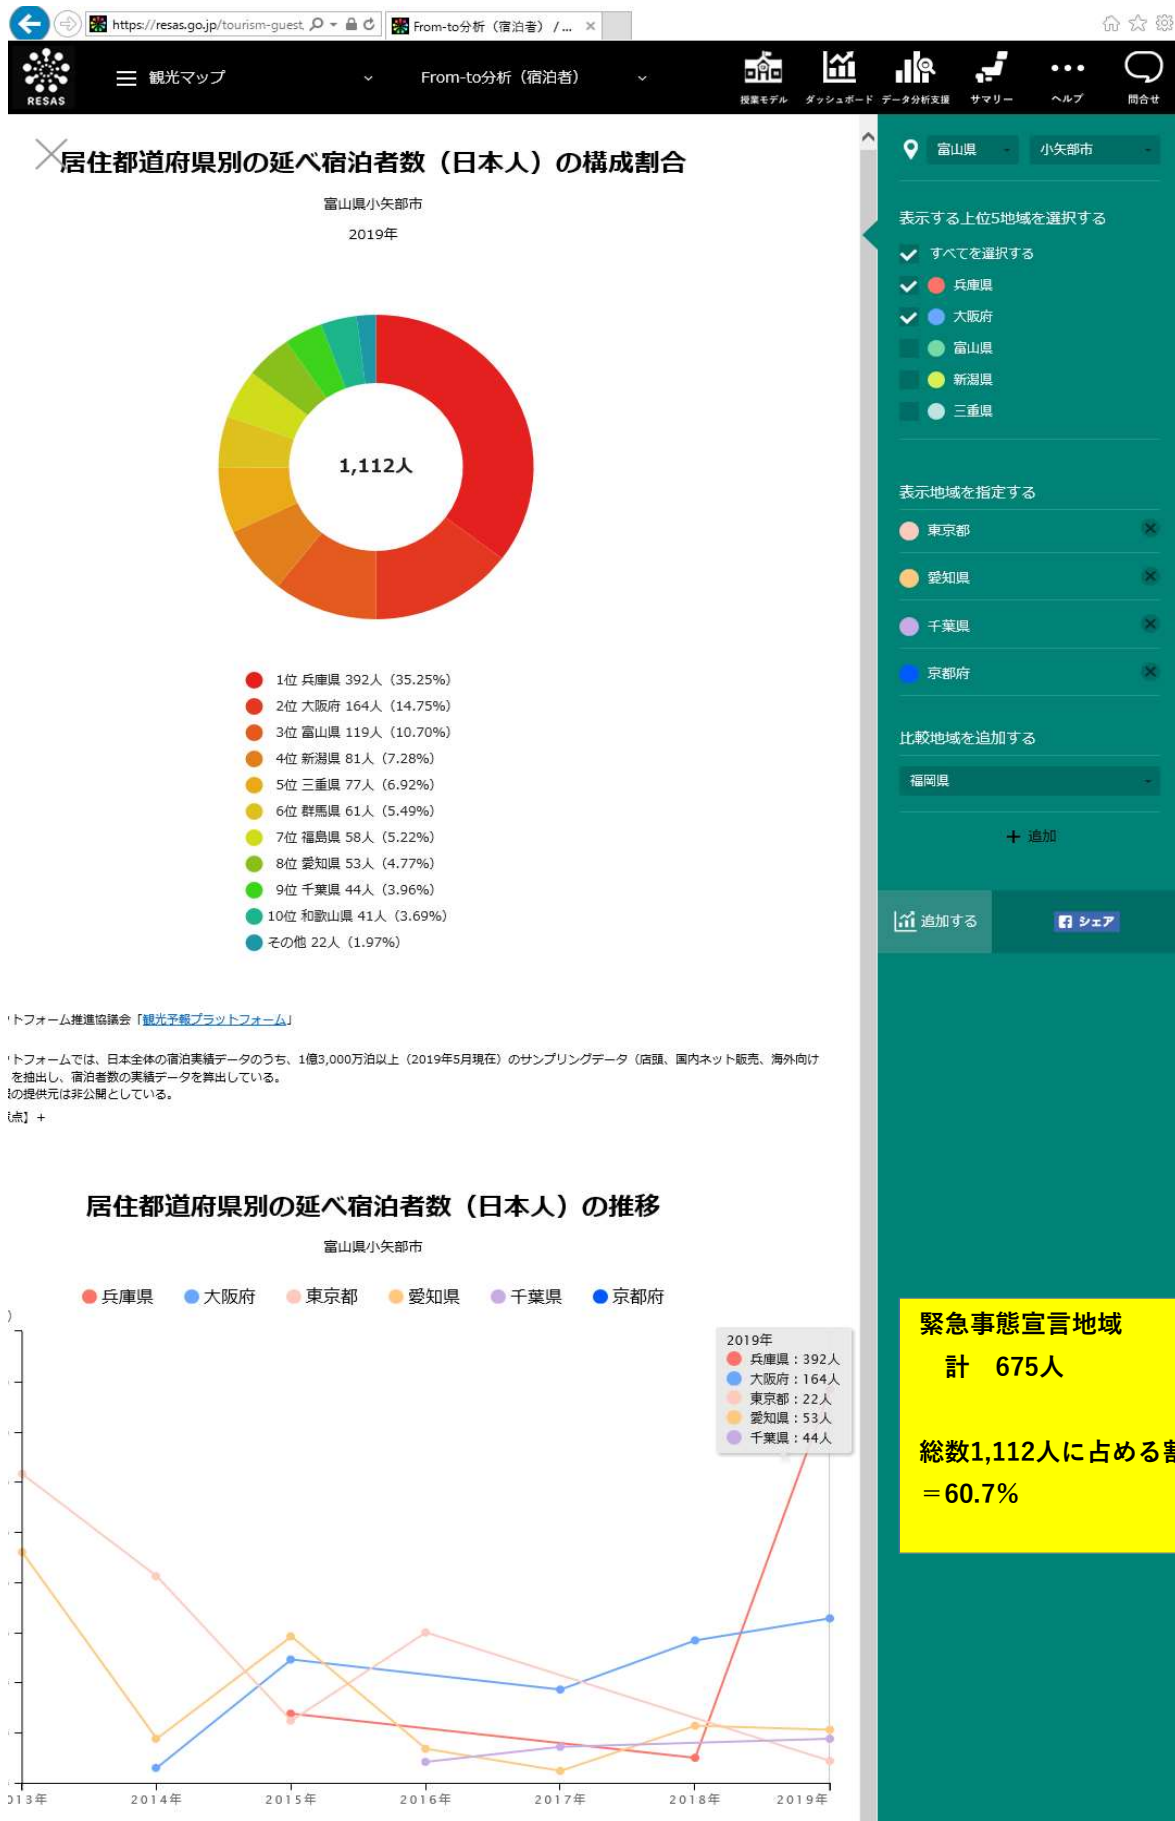 https://resas.go.jp/tourism-guest
From-to分析（宿泊者） / ...
RESAS
観光マップ
From-to分析（宿泊者）
授業モデル
ダッシュボード
データ分析支援
サマリー
ヘルプ
問合せ
居住都道府県別の延べ宿泊者数（日本人）の構成割合
富山県小矢部市
2019年
1,112人
1位 兵庫県 392人（35.25%）
2位 大阪府 164人（14.75%）
3位 富山県 119人（10.70%）
4位 新潟県 81人（7.28%）
5位 三重県 77人（6.92%）
6位 群馬県 61人（5.49%）
7位 福島県 58人（5.22%）
8位 愛知県 53人（4.77%）
9位 千葉県 44人（3.96%）
10位 和歌山県 41人（3.69%）
その他 22人（1.97%）
トフォーム推進協議会「観光予報プラットフォーム」
トフォームでは、日本全体の宿泊実績データのうち、1億3,000万泊以上（2019年5月現在）のサンプリングデータ（店頭、国内ネット販売、海外向け
を抽出し、宿泊者数の実績データを算出している。
の提供元は非公開としている。
点】+
富山県
小矢部市
表示する上位5地域を選択する
すべてを選択する
兵庫県
大阪府
富山県
新潟県
三重県
表示地域を指定する
東京都
愛知県
千葉県
京都府
比較地域を追加する
福岡県
+ 追加
追加する
シェア
居住都道府県別の延べ宿泊者数（日本人）の推移
富山県小矢部市
兵庫県 大阪府 東京都 愛知県 千葉県 京都府
）
2019年
兵庫県：392人
大阪府：164人
東京都：22人
愛知県：53人
千葉県：44人
013年 2014年 2015年 2016年 2017年 2018年 2019年
緊急事態宣言地域
計 675人
総数1,112人に占める割
＝60.7％